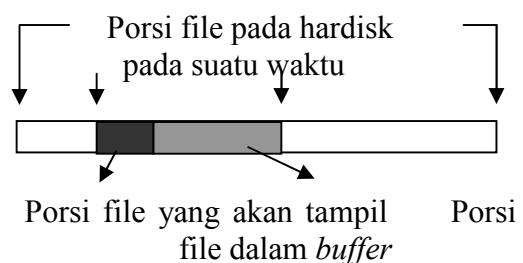 Porsi file pada hardisk
pada suatu waktu
Porsi file yang akan tampil Porsi
file dalam buffer